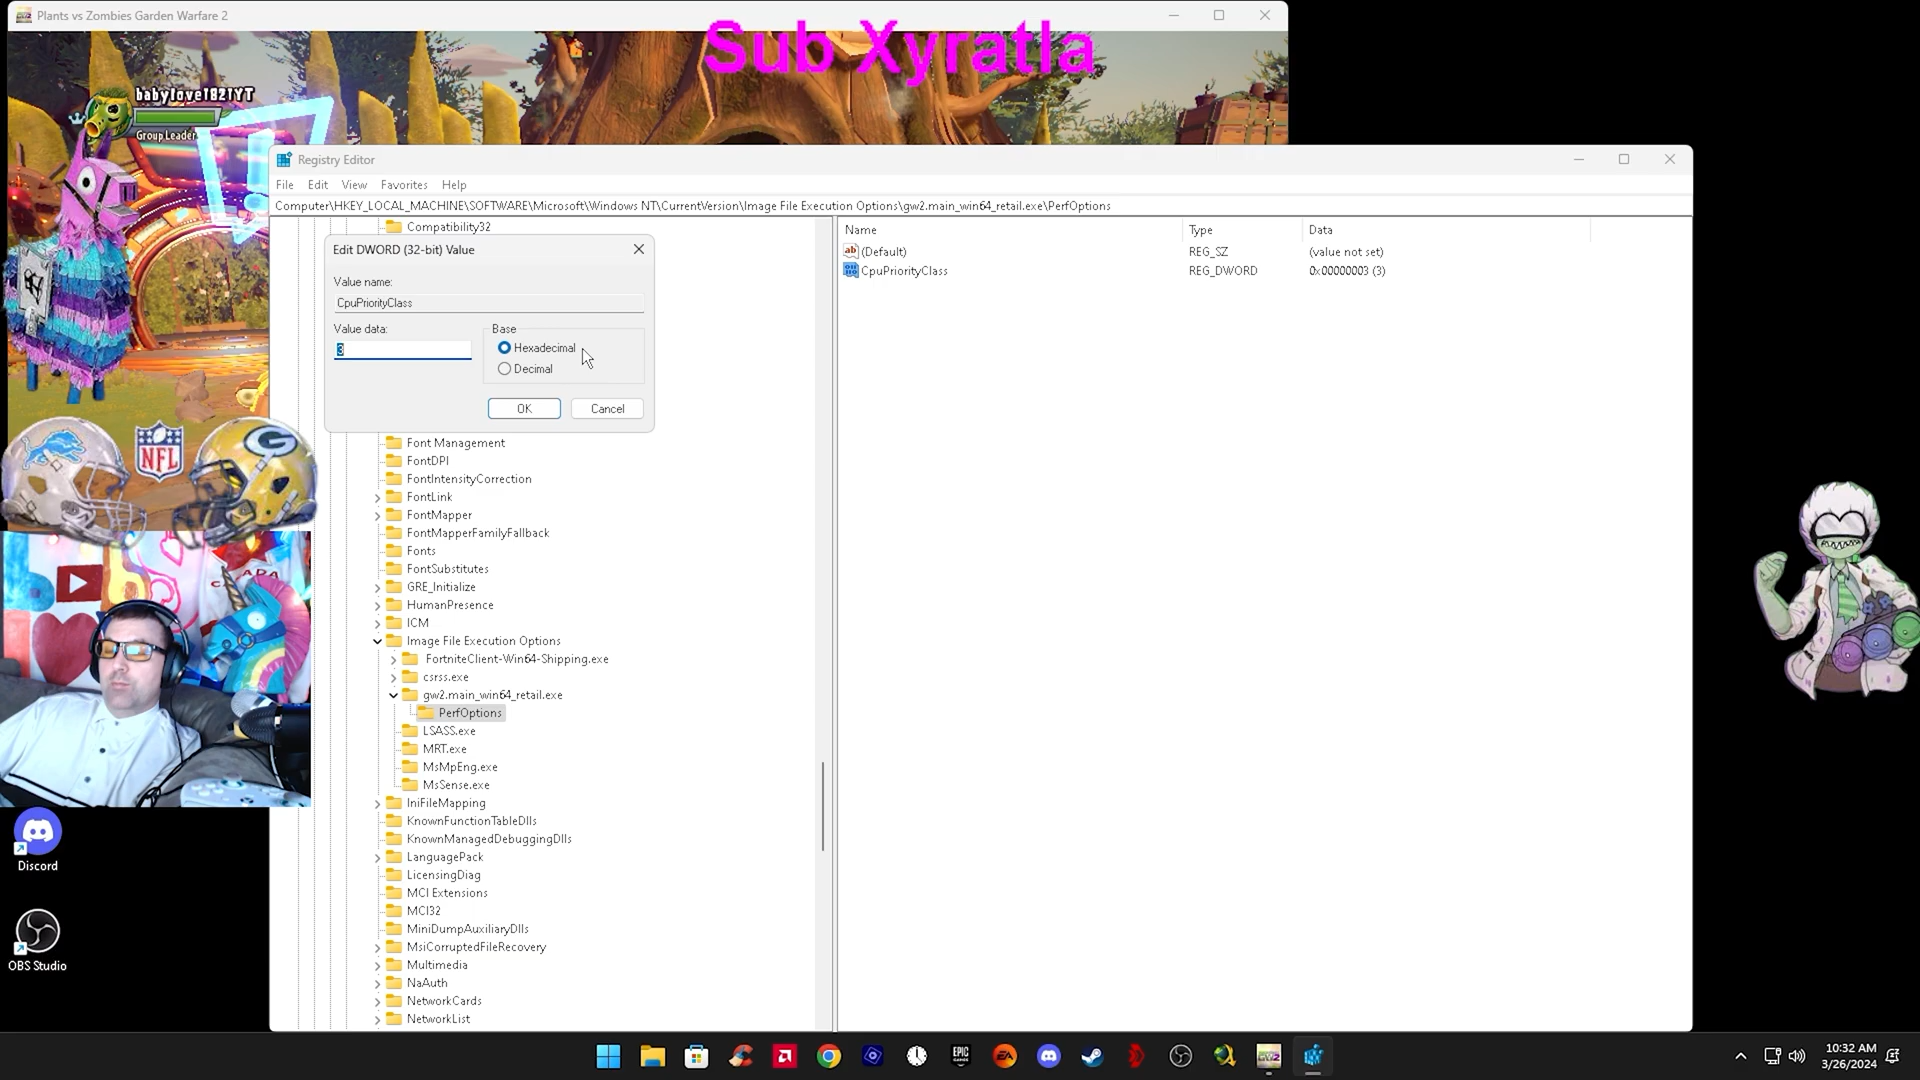 Plants vs Zombies Garden Warfare 2
Sub Xyratla
babylove1821YT
Group Leader
Registry Editor
File Edit View Favorites Help
Computer\HKEY_LOCAL_MACHINE\SOFTWARE\Microsoft\Windows NT\CurrentVersion\Image File Execution Options\gw2.main_win64_retail.exe\PerfOptions
Name Type Data
(Default) REG_SZ (value not set)
CpuPriorityClass REG_DWORD 0x00000003 (3)
Compatibility32
Edit DWORD (32-bit) Value
Value name:
CpuPriorityClass
Value data:
3
Base
Hexadecimal
Decimal
OK Cancel
Font Management
FontDPI
FontIntensityCorrection
FontLink
FontMapper
FontMapperFamilyFallback
Fonts
FontSubstitutes
GRE_Initialize
HumanPresence
ICM
Image File Execution Options
FortniteClient-Win64-Shipping.exe
csrss.exe
gw2.main_win64_retail.exe
PerfOptions
LSASS.exe
MRT.exe
MsMpEng.exe
MsSense.exe
IniFileMapping
KnownFunctionTableDlls
KnownManagedDebuggingDlls
LanguagePack
LicensingDiag
MCI Extensions
MCI32
MiniDumpAuxiliaryDlls
MsiCorruptedFileRecovery
Multimedia
NaAuth
NetworkCards
NetworkList
NFL
G
Discord
OBS Studio
EPIC GAMES
EA
GW2
10:32 AM
3/26/2024